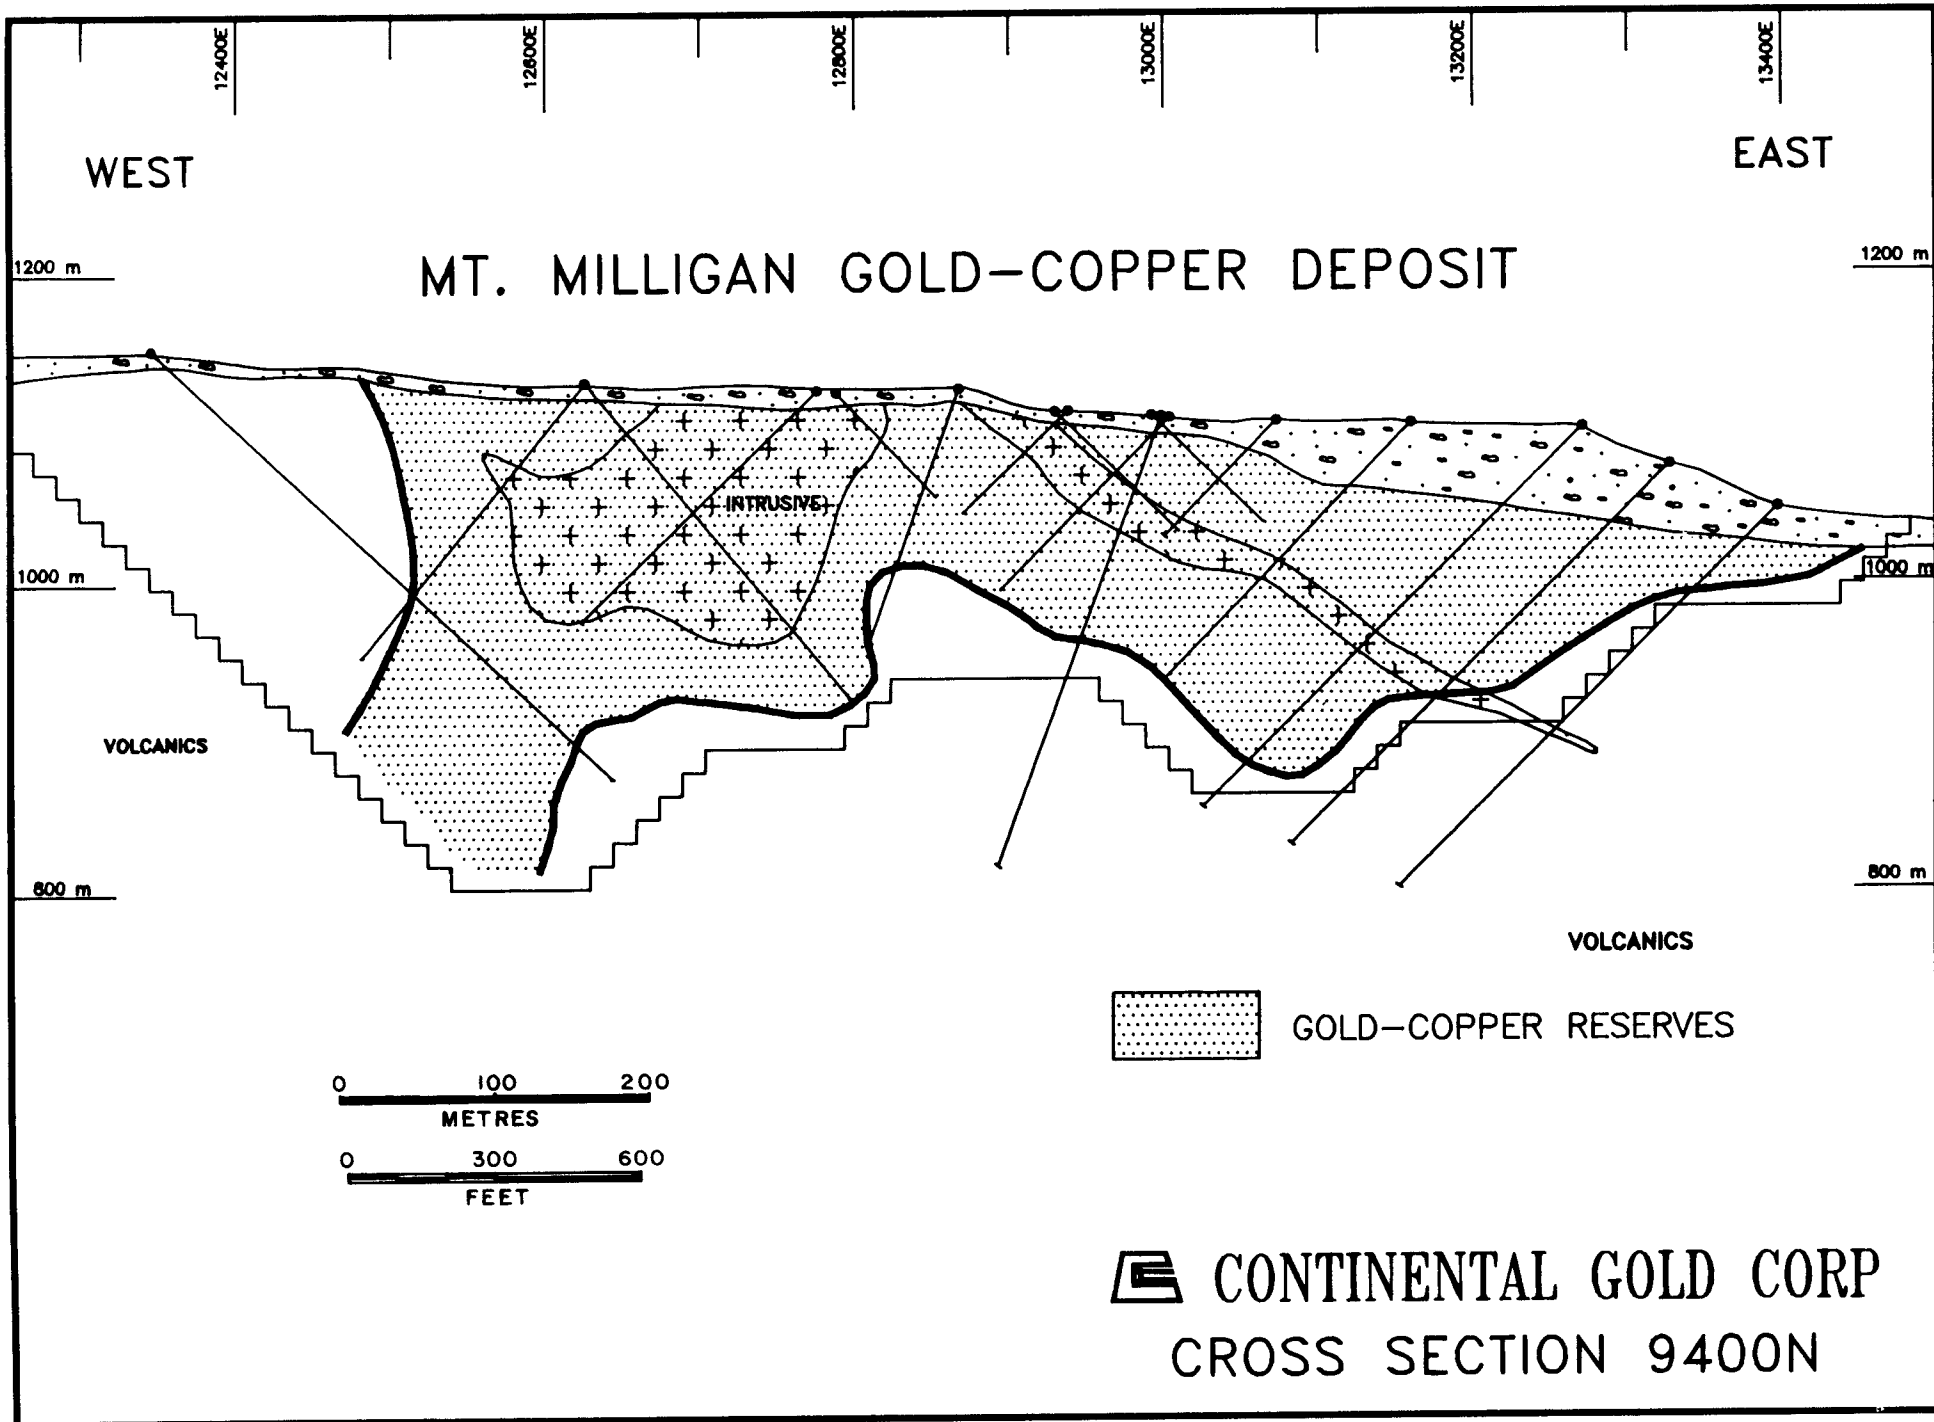 12400E
12600E
12800E
13000E
13200E
13400E
WEST
EAST
MT. MILLIGAN GOLD-COPPER DEPOSIT
1200 m
1200 m
INTRUSIVE
1000 m
1000 m
VOLCANICS
800 m
800 m
VOLCANICS
GOLD-COPPER RESERVES
0 100 200
METRES
0 300 600
FEET
CONTINENTAL GOLD CORP
CROSS SECTION 9400N